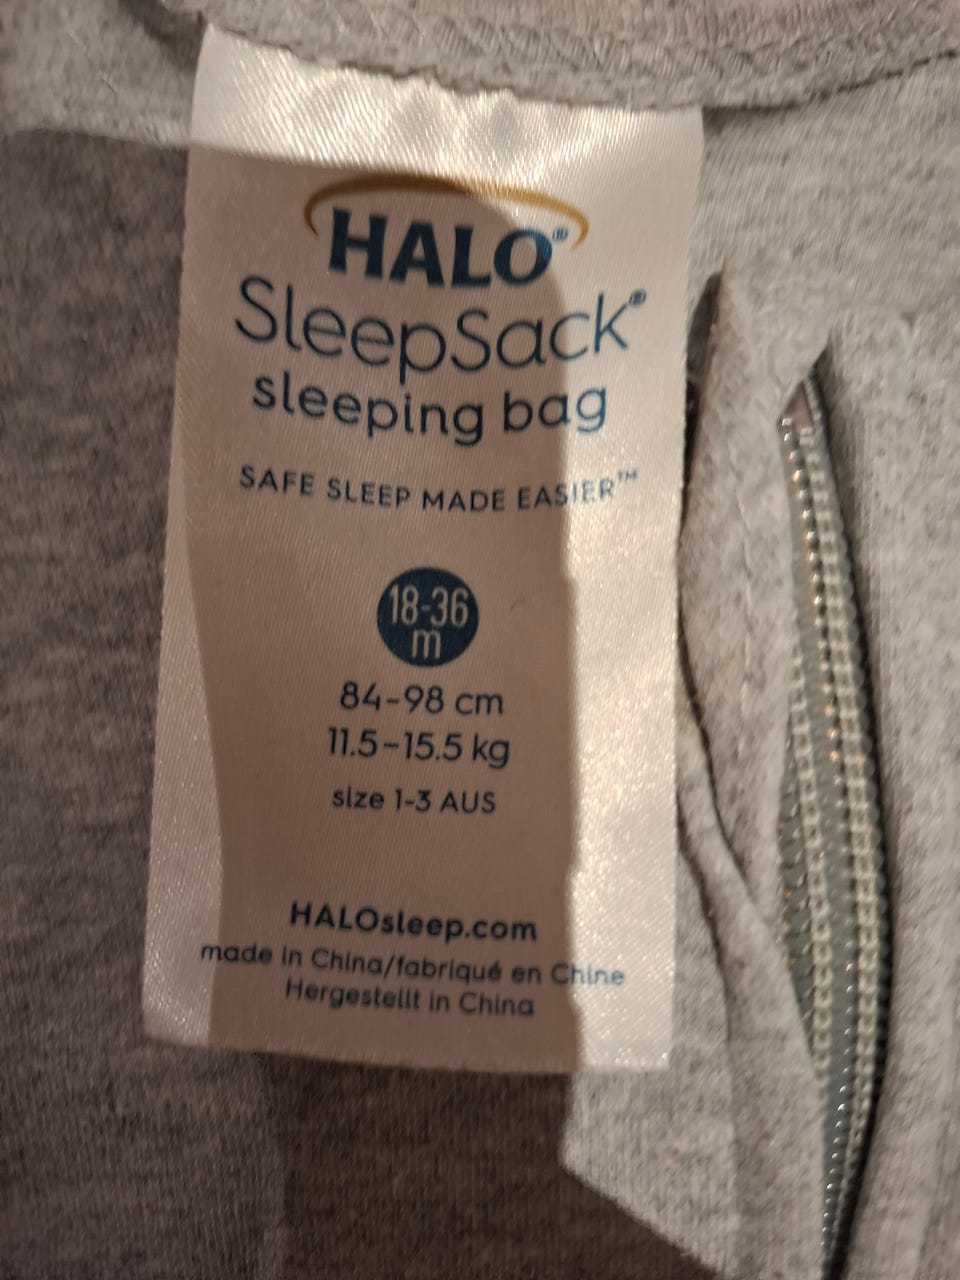 HALO®
SleepSack®
sleeping bag
SAFE SLEEP MADE EASIER™
18-36
m
84-98 cm
11.5-15.5 kg
size 1-3 AUS
HALOsleep.com
made in China/fabriqué en Chine
Hergestellt in China